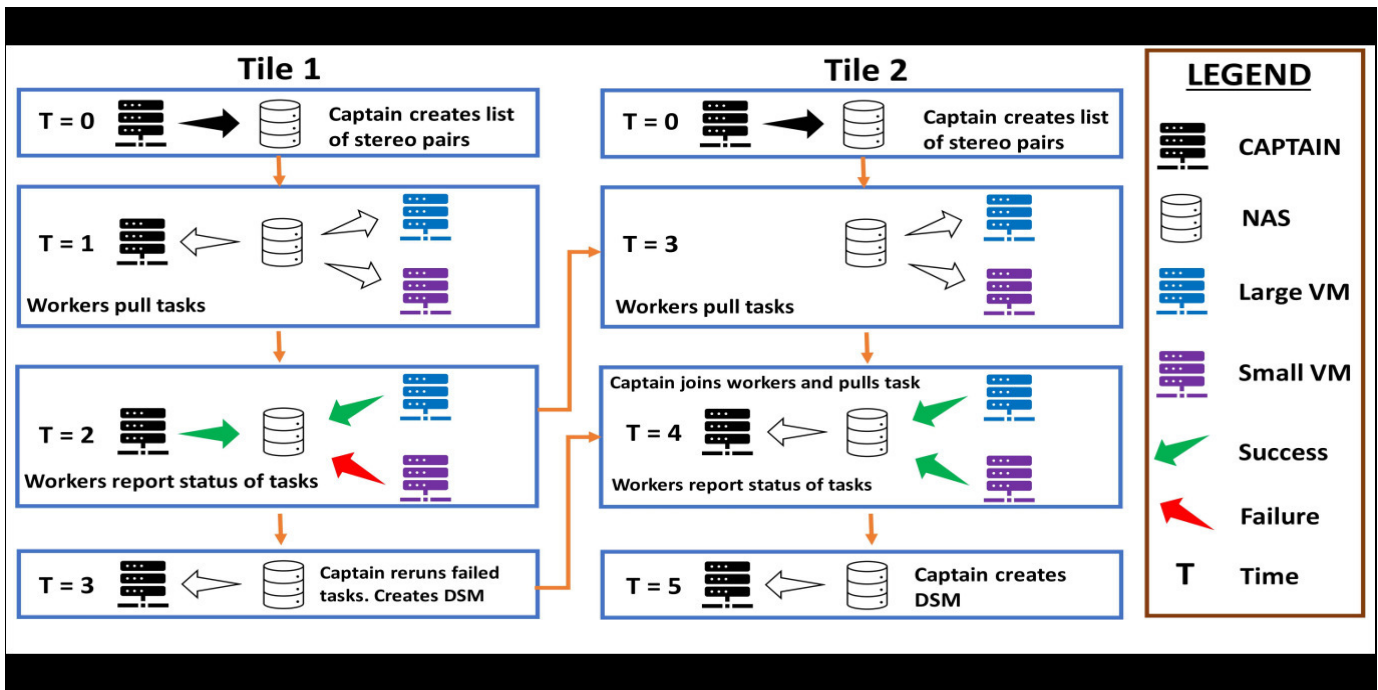 Tile 1
T = 0
Captain creates list
of stereo pairs
T = 1
Workers pull tasks
T = 2
Workers report status of tasks
T = 3
Captain reruns failed
tasks. Creates DSM
Tile 2
T = 0
Captain creates list
of stereo pairs
T = 3
Workers pull tasks
Captain joins workers and pulls task
T = 4
Workers report status of tasks
T = 5
Captain creates
DSM
LEGEND
CAPTAIN
NAS
Large VM
Small VM
Success
Failure
T Time